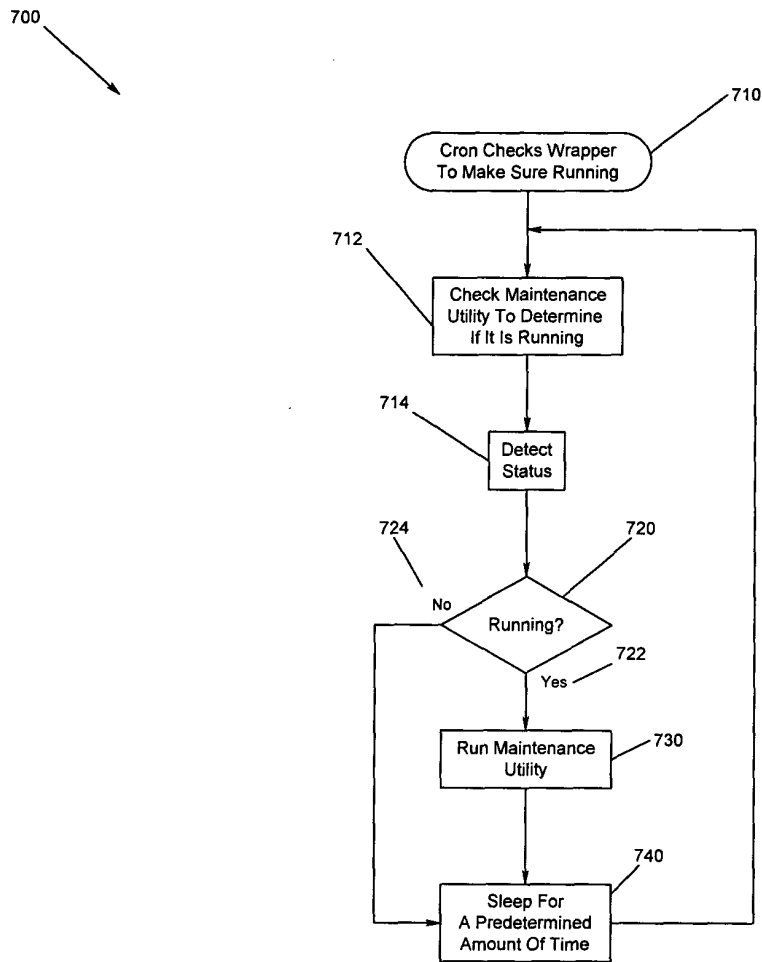 700
710
Cron Checks Wrapper
To Make Sure Running
712
Check Maintenance
Utility To Determine
If It Is Running
714
Detect
Status
724
720
No
Running?
722
Yes
Run Maintenance
Utility
730
740
Sleep For
A Predetermined
Amount Of Time